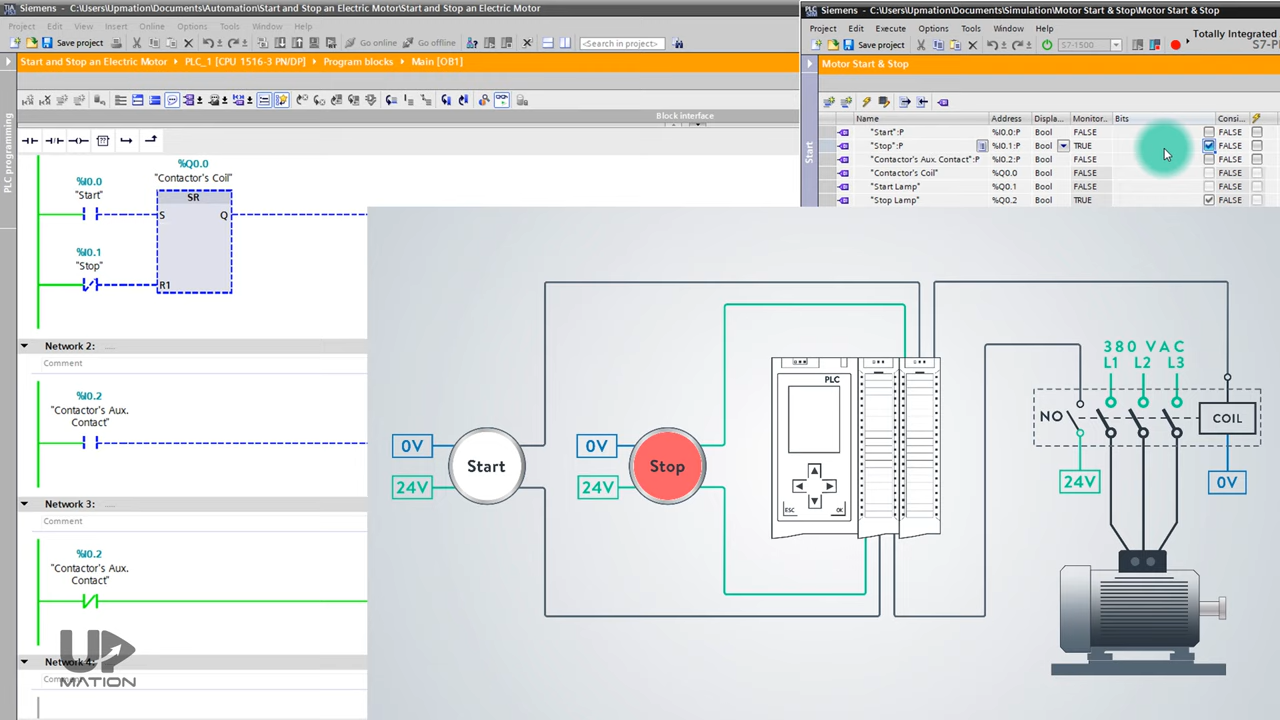 Siemens - C:\Users\Upmation\Documents\Automation\Start and Stop an Electric Motor\Start and Stop an Electric Motor
Project Edit View Insert Online Options Tools Window Help
Save project Go online Go offline <Search in project>
Start and Stop an Electric Motor PLC_1 [CPU 1516-3 PN/DP] Program blocks Main [OB1]
Block interface
PLC programming
%Q0.0
"Contactor's Coil"
%I0.0
"Start"
SR
S Q
%I0.1
"Stop"
R1
Network 2:
Comment
%I0.2
"Contactor's Aux.
Contact"
Network 3:
Comment
%I0.2
"Contactor's Aux.
Contact"
Network 4:
UP
MATION
Siemens - C:\Users\Upmation\Documents\Simulation\Motor Start & Stop\Motor Start & Stop
Project Edit Execute Options Tools Window Help
Totally Integrated
Save project S7-1500 S7-P
Motor Start & Stop
Start
Name Address Displa.. Monitor.. Bits Consi..
"Start":P %I0.0:P Bool FALSE FALSE
"Stop":P %I0.1:P Bool TRUE FALSE
"Contactor's Aux. Contact":P %I0.2:P Bool FALSE FALSE
"Contactor's Coil" %Q0.0 Bool FALSE FALSE
"Start Lamp" %Q0.1 Bool FALSE FALSE
"Stop Lamp" %Q0.2 Bool TRUE FALSE
380 VAC
L1 L2 L3
PLC
NO
COIL
0V
24V
Start
0V
24V
Stop
ESC OK
24V
0V